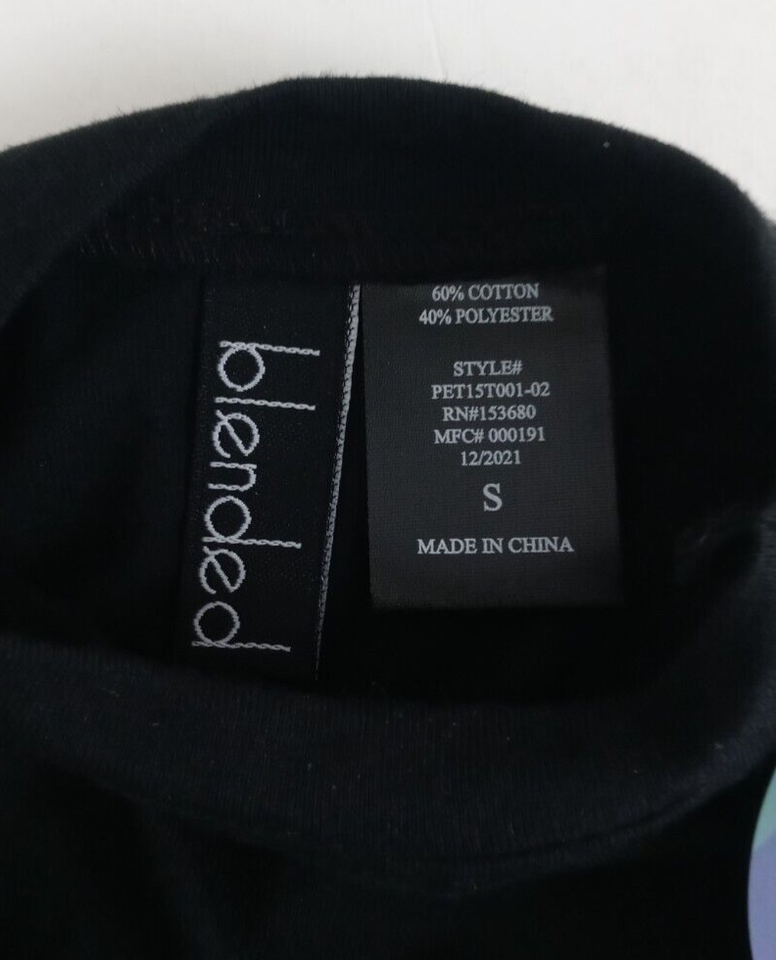 blended
60% COTTON
40% POLYESTER
STYLE#
PET15T001-02
RN#153680
MFC# 000191
12/2021
S
MADE IN CHINA